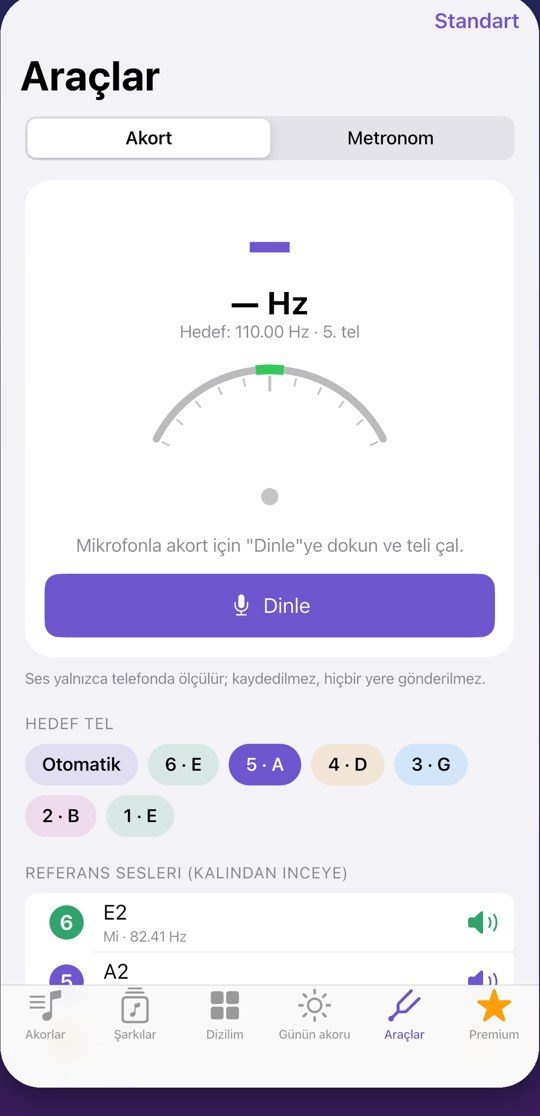 Standart
Araçlar
Akort
Metronom
— Hz
Hedef: 110.00 Hz · 5. tel
Mikrofonla akort için "Dinle"ye dokun ve teli çal.
Dinle
Ses yalnızca telefonda ölçülür; kaydedilmez, hiçbir yere gönderilmez.
HEDEF TEL
Otomatik
6 · E
5 · A
4 · D
3 · G
2 · B
1 · E
REFERANS SESLERI (KALINDAN INCEYE)
6
E2
Mi · 82.41 Hz
5
A2
Akorlar
Şarkılar
Dizilim
Günün akoru
Araçlar
Premium